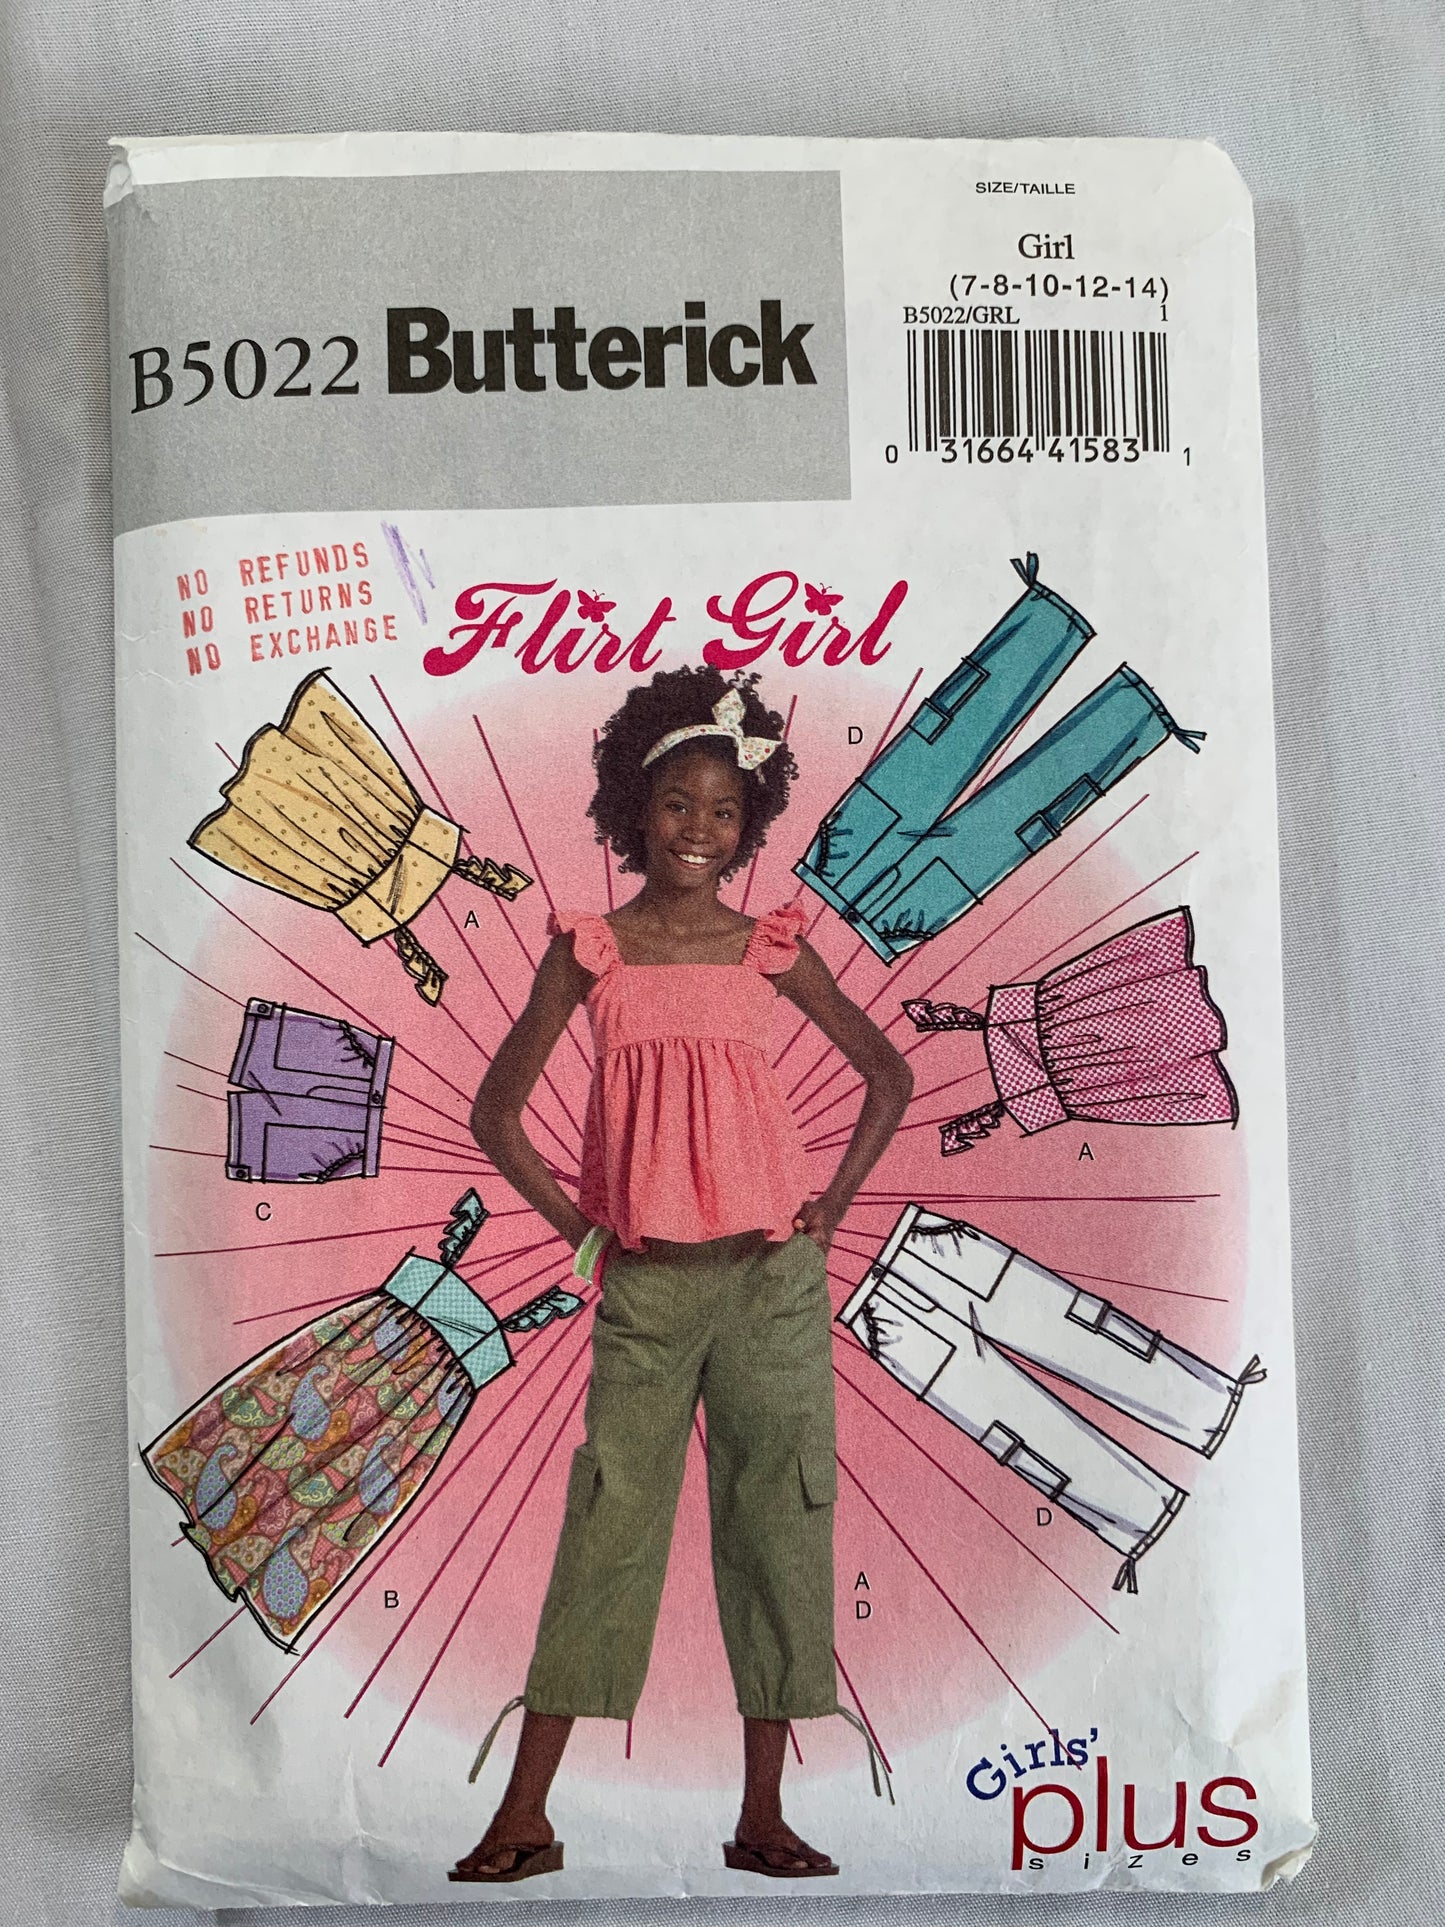 SIZE/TAILLE
Girl
(7-8-10-12-14)
B5022/GRL 1
B5022 Butterick
0 31664 41583 1
NO REFUNDS
NO RETURNS
NO EXCHANGE
Flirt Girl
D
A
A
C
B
D
A
D
Girls'
plus
sizes